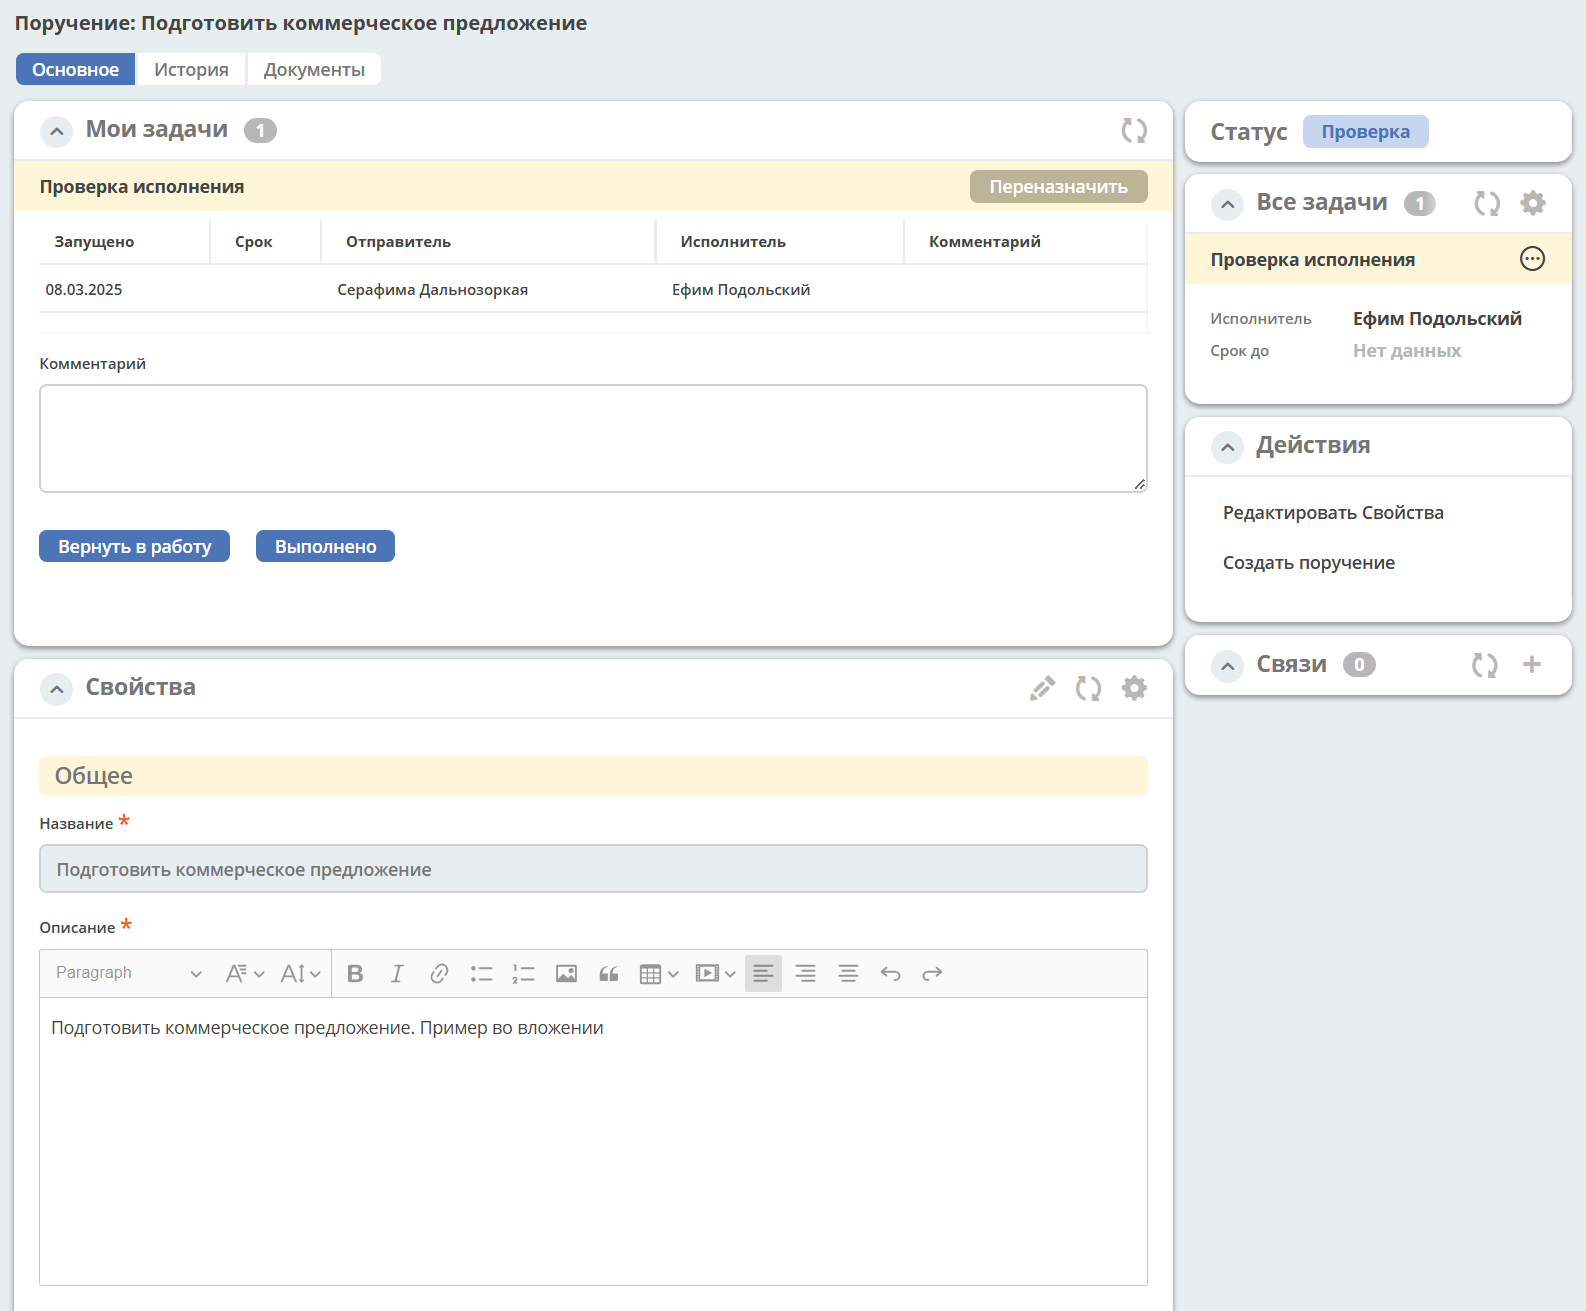 Поручение: Подготовить коммерческое предложение
Основное История Документы
Мои задачи 1
Проверка исполнения Переназначить
Запущено Срок Отправитель Исполнитель Комментарий
08.03.2025 Серафима Дальнозоркая Ефим Подольский
Комментарий
Вернуть в работу Выполнено
Свойства
Общее
Название *
Подготовить коммерческое предложение
Описание *
Paragraph
Подготовить коммерческое предложение. Пример во вложении
Статус Проверка
Все задачи 1
Проверка исполнения
Исполнитель Ефим Подольский
Срок до Нет данных
Действия
Редактировать Свойства
Создать поручение
Связи 0